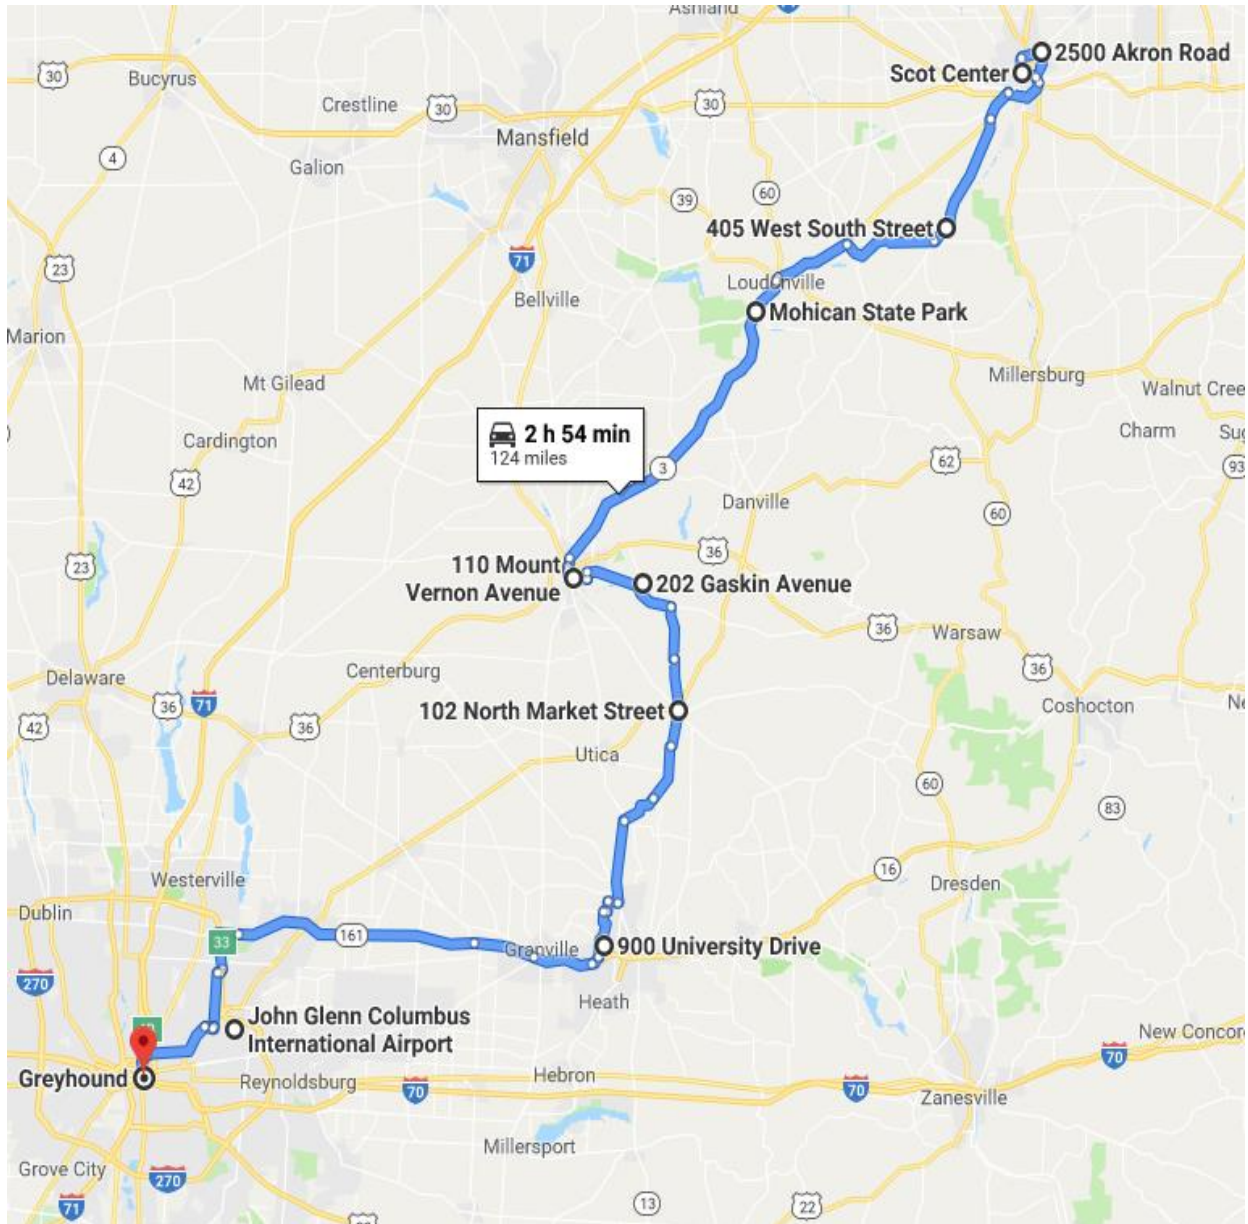 Ashland
30
Bucyrus
2500 Akron Road
Scot Center
Crestline
30
30
30
Mansfield
4
Galion
60
39
405 West South Street
71
23
Loudonville
Bellville
Mohican State Park
Marion
Millersburg
Mt Gilead
Walnut Cree
Charm
Sug
2 h 54 min
124 miles
Cardington
3
62
93
42
Danville
60
110 Mount
Vernon Avenue
36
23
202 Gaskin Avenue
36
Warsaw
Centerburg
36
Delaware
71
36
102 North Market Street
Coshocton
Ne
42
36
Utica
60
83
Westerville
16
Dresden
Dublin
33
161
Granville
900 University Drive
270
Heath
John Glenn Columbus
International Airport
New Concor
70
Greyhound
Reynoldsburg
Hebron
70
70
Zanesville
Millersport
Grove City
270
71
13
22